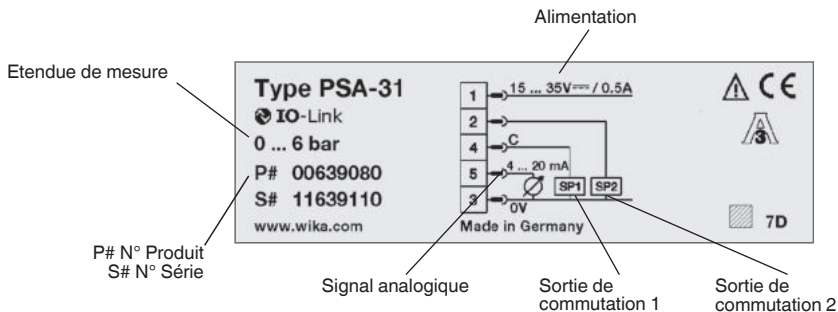 Alimentation
Etendue de mesure
Type PSA-31
IO-Link
0 ... 6 bar
P# 00639080
S# 11639110
www.wika.com
1
15 ... 35V⎓ / 0.5A
2
4
C
5
4 ... 20 mA
3
0V
SP1
SP2
Made in Germany
CE
3
7D
P# N° Produit
S# N° Série
Signal analogique
Sortie de
commutation 1
Sortie de
commutation 2